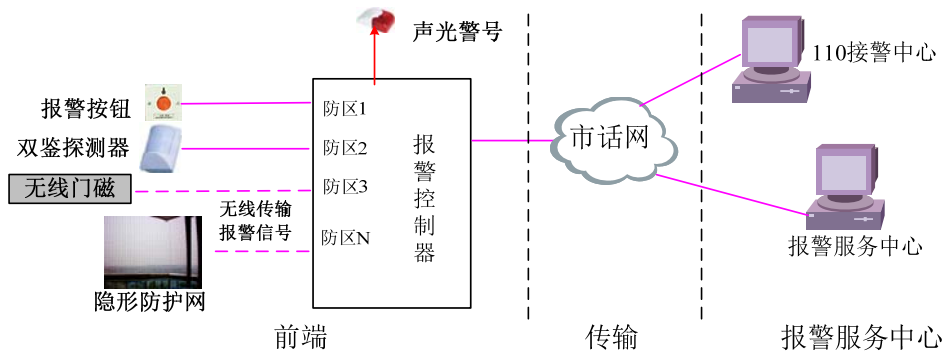 声光警号
110接警中心
报警按钮
防区1
双鉴探测器
防区2
无线门磁
防区3
无线传输
报警信号
防区N
隐形防护网
报警控制器
市话网
报警服务中心
前端
传输
报警服务中心